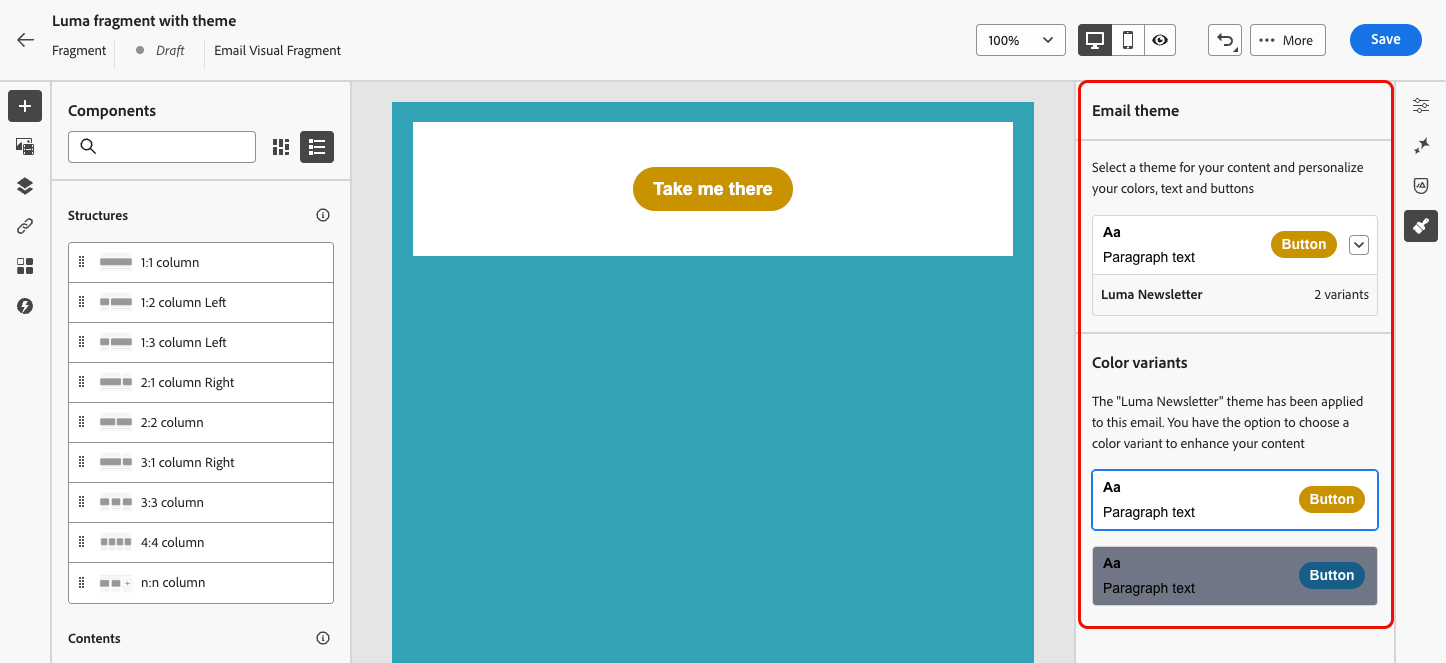 Luma fragment with theme
Fragment
Draft
Email Visual Fragment
100%
More
Save
Components
Structures
1:1 column
1:2 column Left
1:3 column Left
2:1 column Right
2:2 column
3:1 column Right
3:3 column
4:4 column
n:n column
Contents
Take me there
Email theme
Select a theme for your content and personalize
your colors, text and buttons
Aa
Paragraph text
Button
Luma Newsletter
2 variants
Color variants
The "Luma Newsletter" theme has been applied
to this email. You have the option to choose a
color variant to enhance your content
Aa
Paragraph text
Button
Aa
Paragraph text
Button